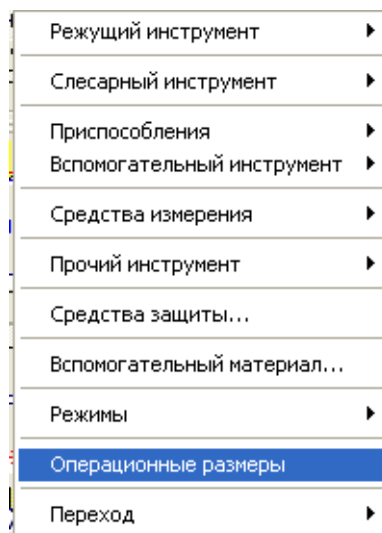 Режущий инструмент
Слесарный инструмент
Приспособления
Вспомогательный инструмент
Средства измерения
Прочий инструмент
Средства защиты...
Вспомогательный материал...
Режимы
Операционные размеры
Переход